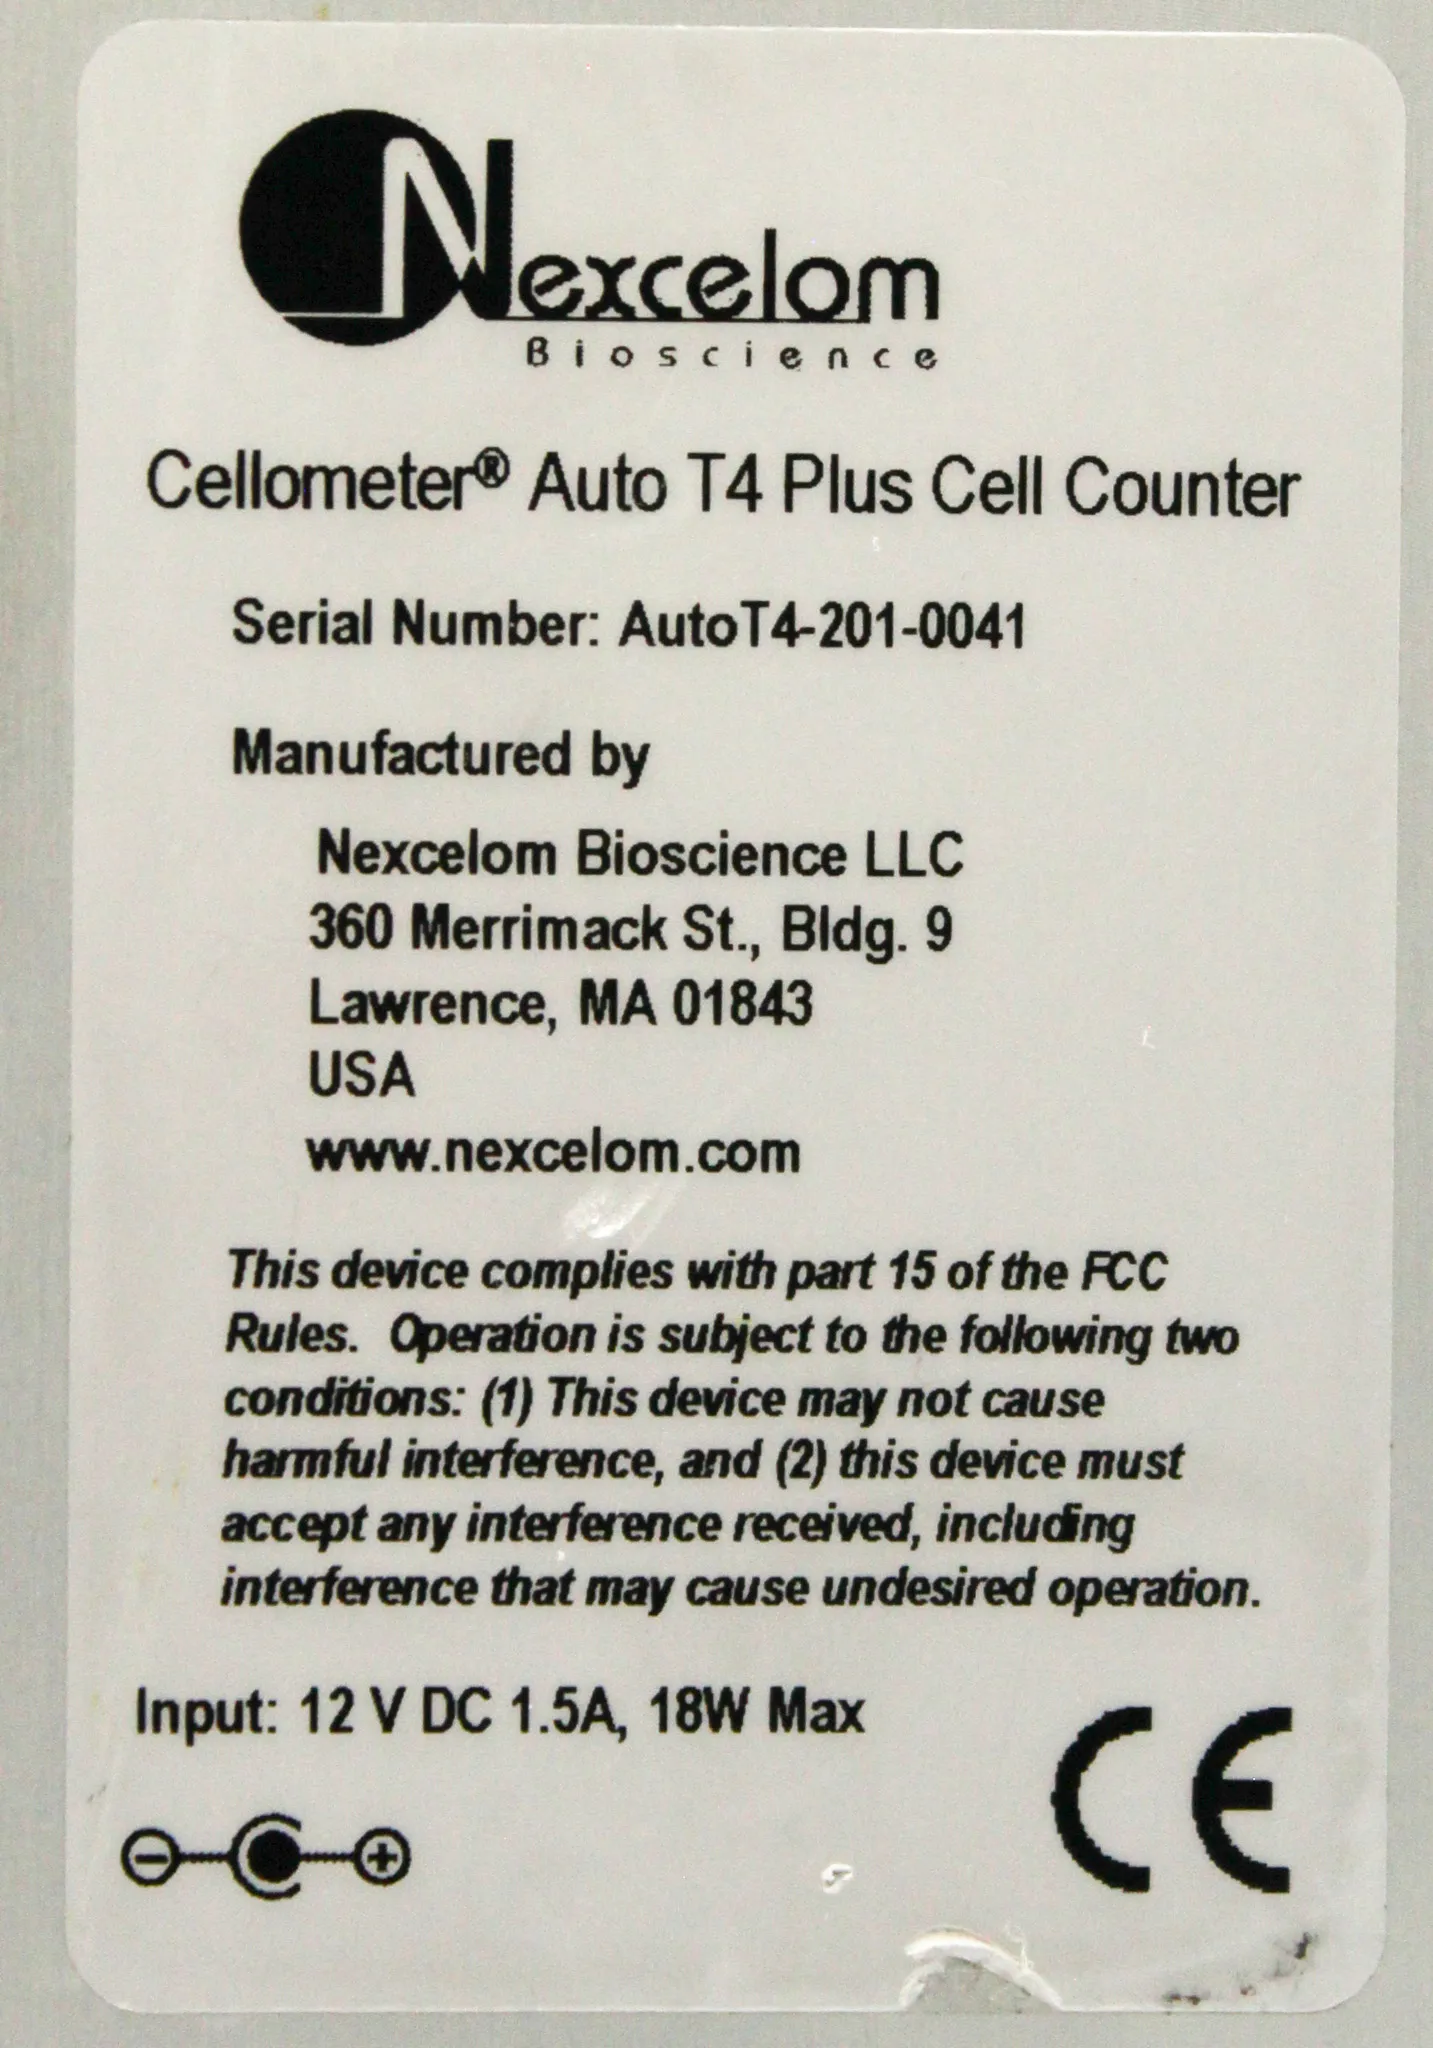 Nexcelom
Bioscience
Cellometer® Auto T4 Plus Cell Counter
Serial Number: AutoT4-201-0041
Manufactured by
Nexcelom Bioscience LLC
360 Merrimack St., Bldg. 9
Lawrence, MA 01843
USA
www.nexcelom.com
This device complies with part 15 of the FCC
Rules. Operation is subject to the following two
conditions: (1) This device may not cause
harmful interference, and (2) this device must
accept any interference received, including
interference that may cause undesired operation.
Input: 12 V DC 1.5A, 18W Max
CE